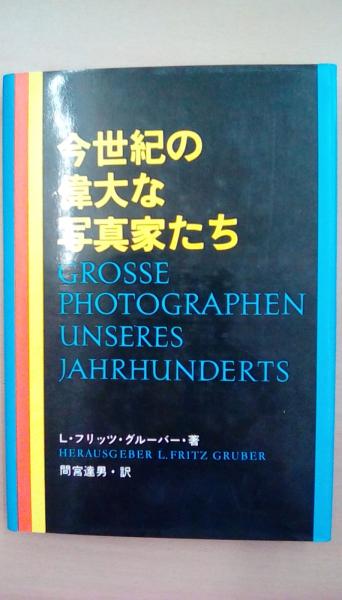 今世紀の
偉大な
写真家たち
GROSSE
PHOTOGRAPHEN
UNSERES
JAHRHUNDERTS
L・フリッツ・グルーバー・著
HERAUSGEBER L. FRITZ GRUBER
間宮達男・訳